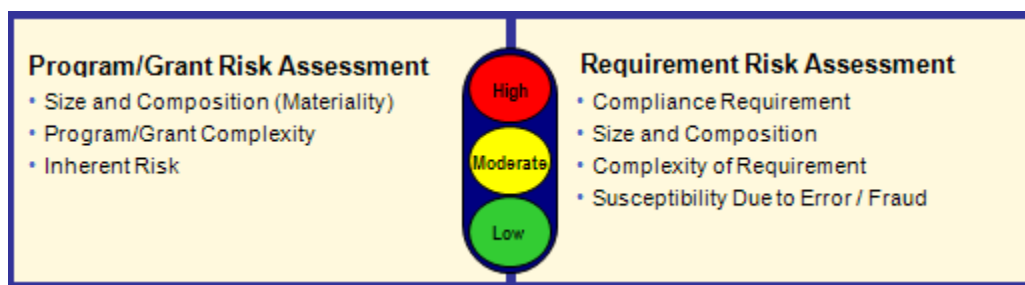 Program/Grant Risk Assessment
• Size and Composition (Materiality)
• Program/Grant Complexity
• Inherent Risk
High
Moderate
Low
Requirement Risk Assessment
• Compliance Requirement
• Size and Composition
• Complexity of Requirement
• Susceptibility Due to Error / Fraud